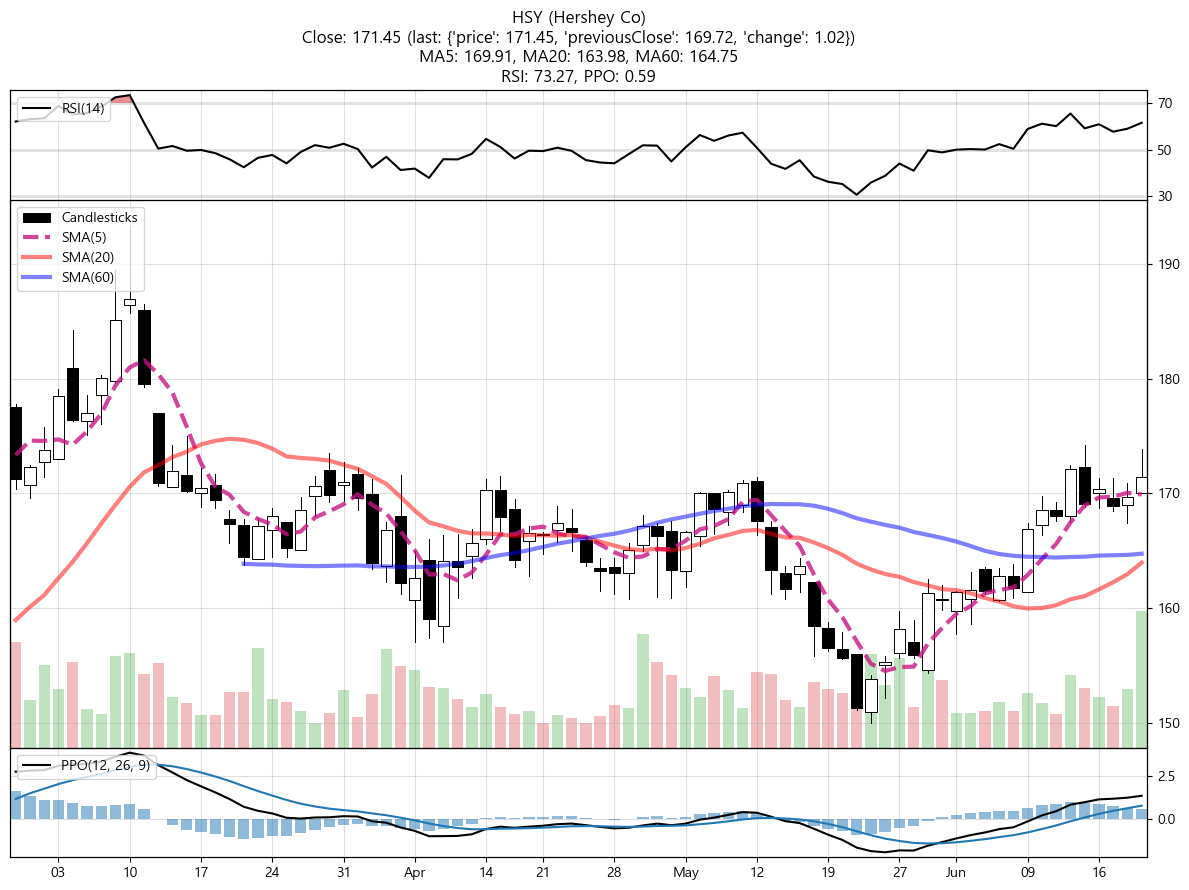 HSY (Hershey Co)
Close: 171.45 (last: {'price': 171.45, 'previousClose': 169.72, 'change': 1.02})
MA5: 169.91, MA20: 163.98, MA60: 164.75
RSI: 73.27, PPO: 0.59
RSI(14)
70
50
30
Candlesticks
SMA(5)
SMA(20)
SMA(60)
190
180
170
160
150
PPO(12, 26, 9)
2.5
0.0
03 10 17 24 31 Apr 14 21 28 May 12 19 27 Jun 09 16